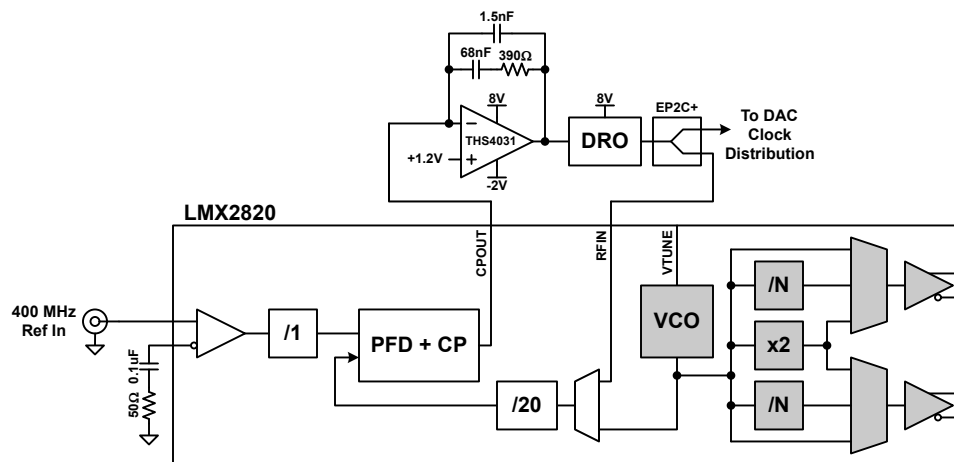 1.5nF
68nF
390Ω
8V
8V
EP2C+
THS4031
DRO
To DAC
Clock
Distribution
+1.2V
-2V
LMX2820
CPOUT
RFIN
VTUNE
400 MHz
Ref In
/1
PFD + CP
VCO
/N
x2
/N
/20
50Ω 0.1uF